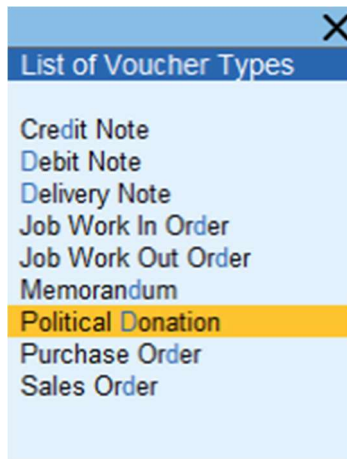 List of Voucher Types
Credit Note
Debit Note
Delivery Note
Job Work In Order
Job Work Out Order
Memorandum
Political Donation
Purchase Order
Sales Order